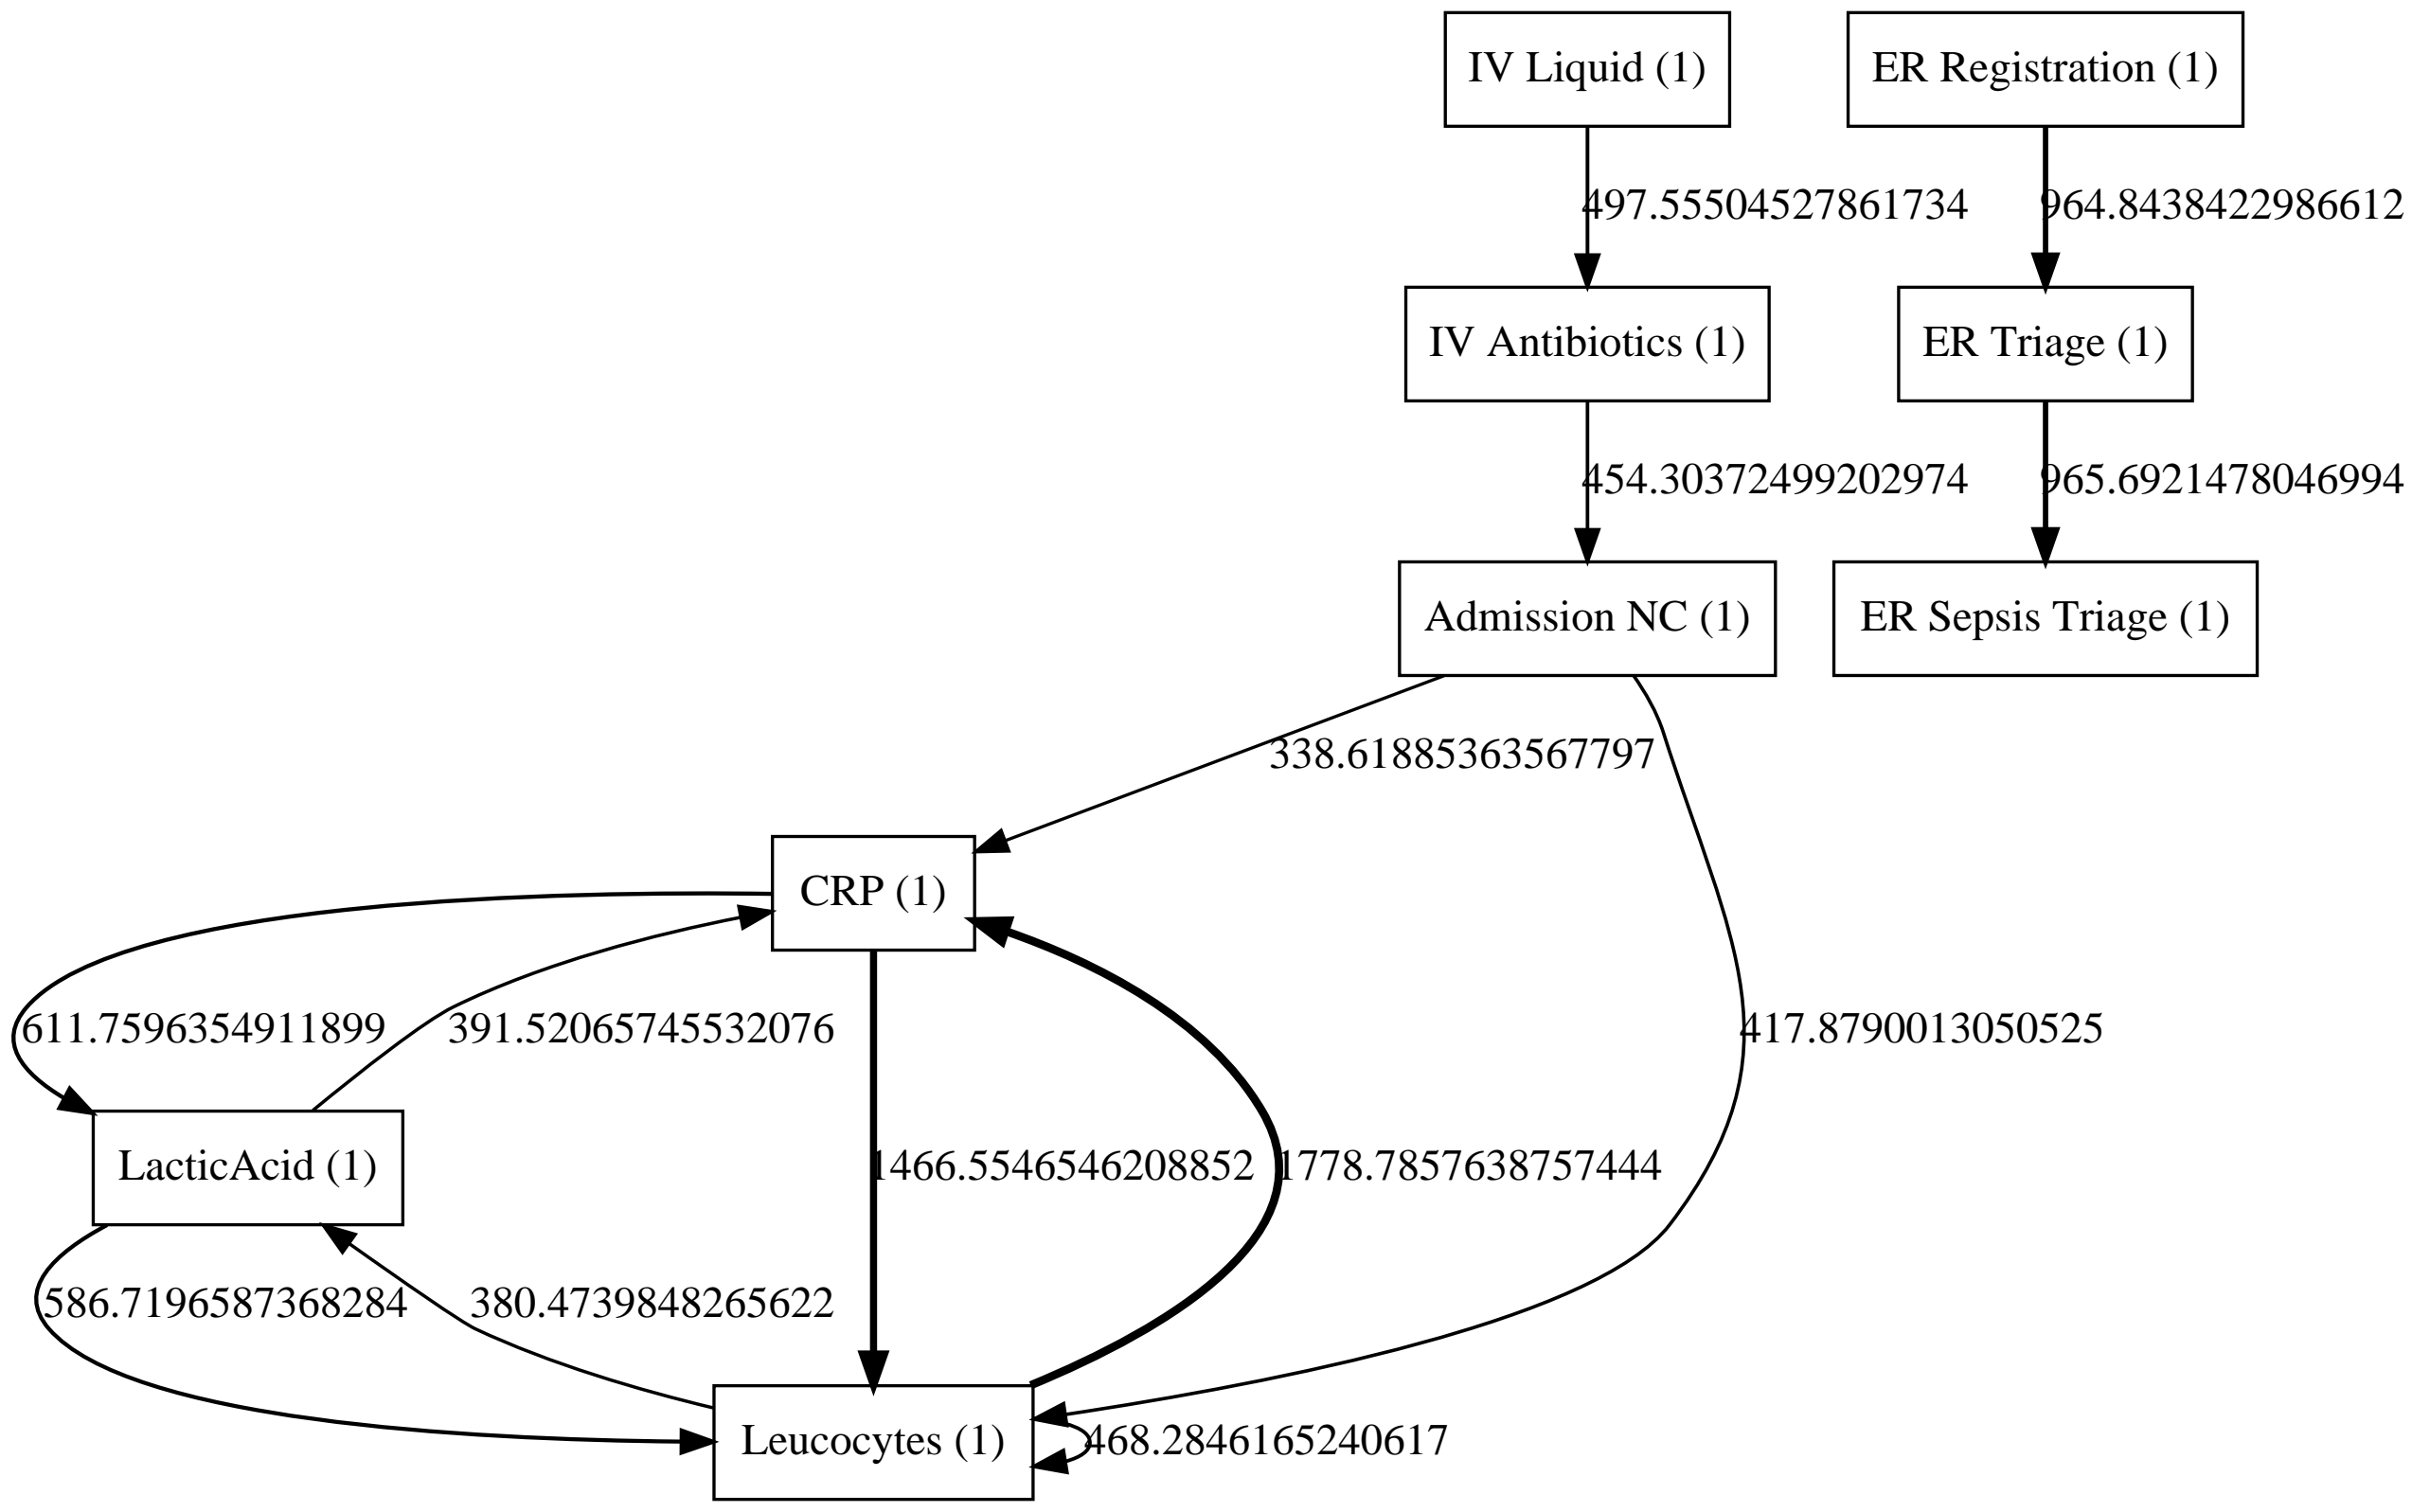 IV Liquid (1)
ER Registration (1)
497.55504527861734
964.8438422986612
IV Antibiotics (1)
ER Triage (1)
454.30372499202974
965.6921478046994
Admission NC (1)
ER Sepsis Triage (1)
338.61885363567797
CRP (1)
611.7596354911899
391.52065745532076
417.8790013050525
LacticAcid (1)
1466.5546546208852
1778.7857638757444
586.7196587368284
380.4739848265622
Leucocytes (1)
468.2846165240617